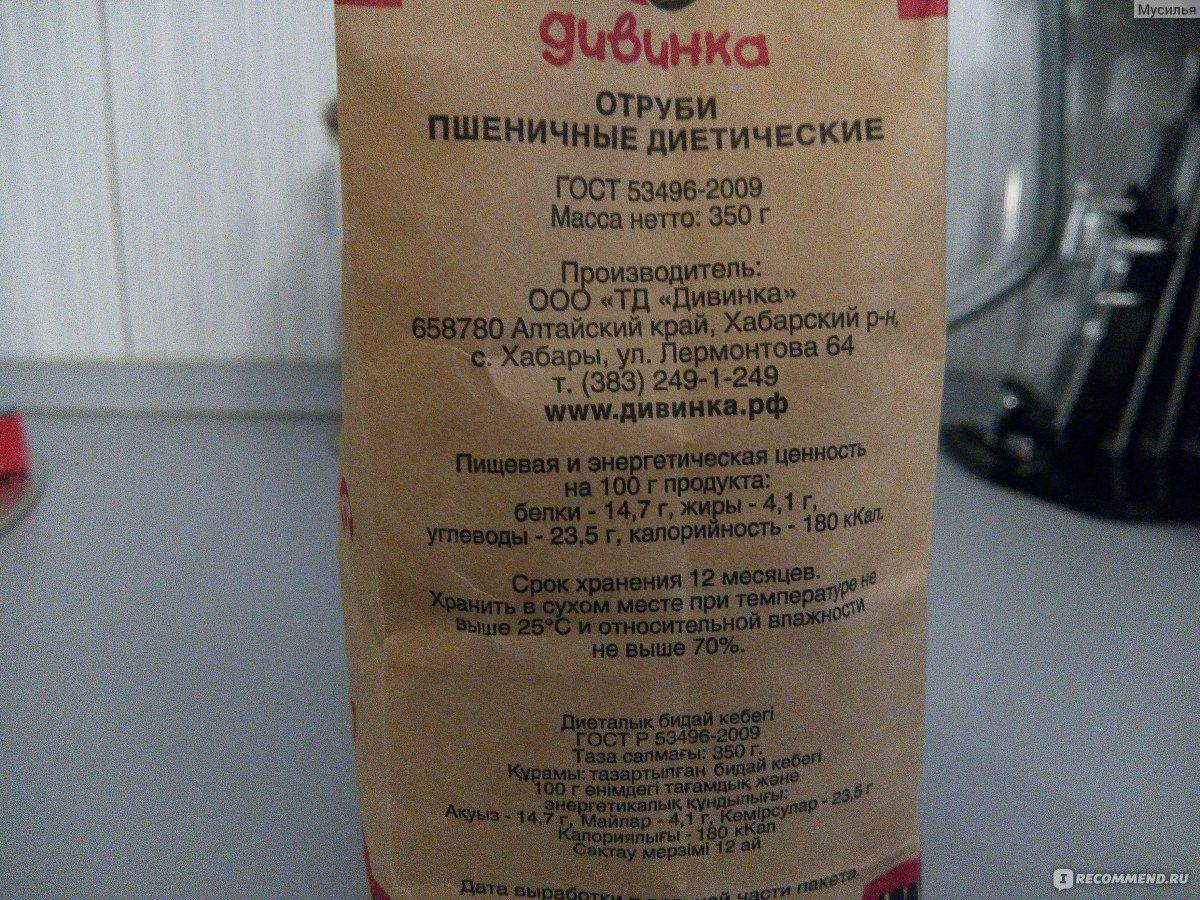 Мусилья
дивинка
ОТРУБИ
ПШЕНИЧНЫЕ ДИЕТИЧЕСКИЕ
ГОСТ 53496-2009
Масса нетто: 350 г
Производитель:
ООО «ТД «Дивинка»
658780 Алтайский край, Хабарский р-н,
с. Хабары, ул. Лермонтова 64
т. (383) 249-1-249
www.дивинка.рф
Пищевая и энергетическая ценность
на 100 г продукта:
белки - 14,7 г, жиры - 4,1 г,
углеводы - 23,5 г, калорийность - 180 кКал.
Срок хранения 12 месяцев.
Хранить в сухом месте при температуре не
выше 25°С и относительной влажности
не выше 70%.
Диеталық бидай кебегі
ГОСТ Р 53496-2009
Таза салмағы: 350 г.
Құрамы: тазартылған бидай кебегі
100 г өнімдегі тағамдық және
энергетикалық құндылығы:
Ақуыз - 14,7 г, Майлар - 4,1 г, Көмірсулар - 23,5 г
Калориялығы - 180 кКал
Сақтау мерзімі 12 ай
Дата выработки в части пакета.
IRECOMMEND.RU